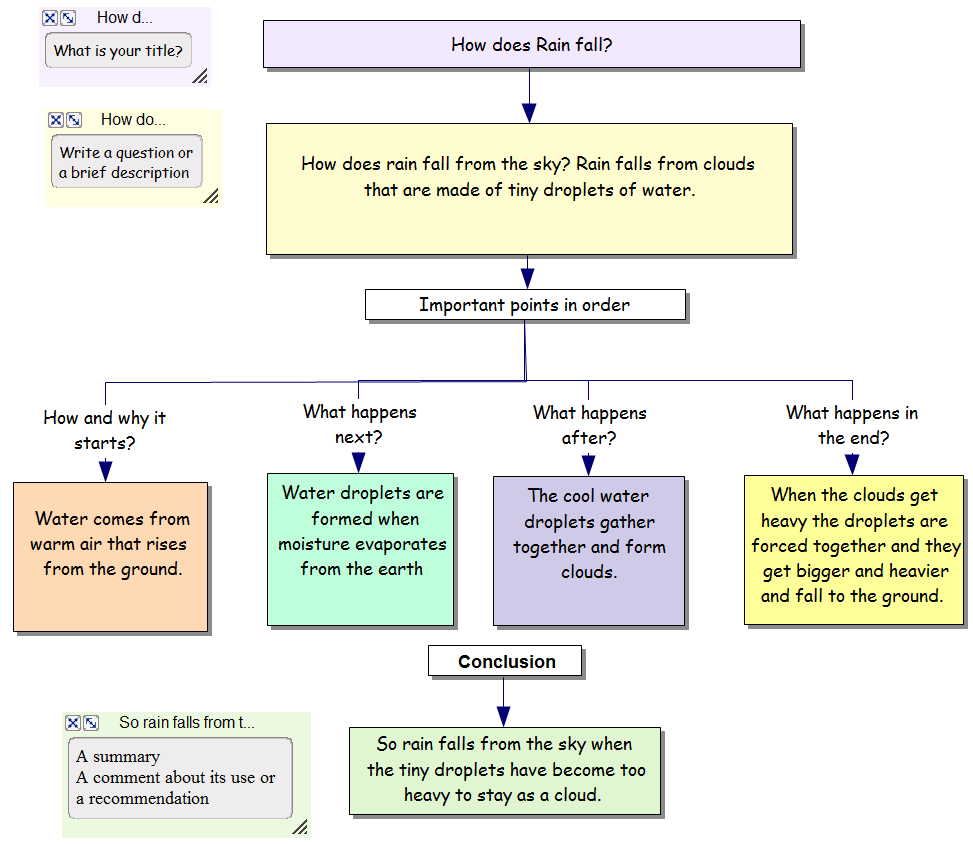 How d...
What is your title?
How does Rain fall?
How do...
Write a question or
a brief description
How does rain fall from the sky? Rain falls from clouds
that are made of tiny droplets of water.
Important points in order
How and why it
starts?
Water comes from
warm air that rises
from the ground.
What happens
next?
Water droplets are
formed when
moisture evaporates
from the earth
What happens
after?
The cool water
droplets gather
together and form
clouds.
What happens in
the end?
When the clouds get
heavy the droplets are
forced together and they
get bigger and heavier
and fall to the ground.
Conclusion
So rain falls from t...
A summary
A comment about its use or
a recommendation
So rain falls from the sky when
the tiny droplets have become too
heavy to stay as a cloud.